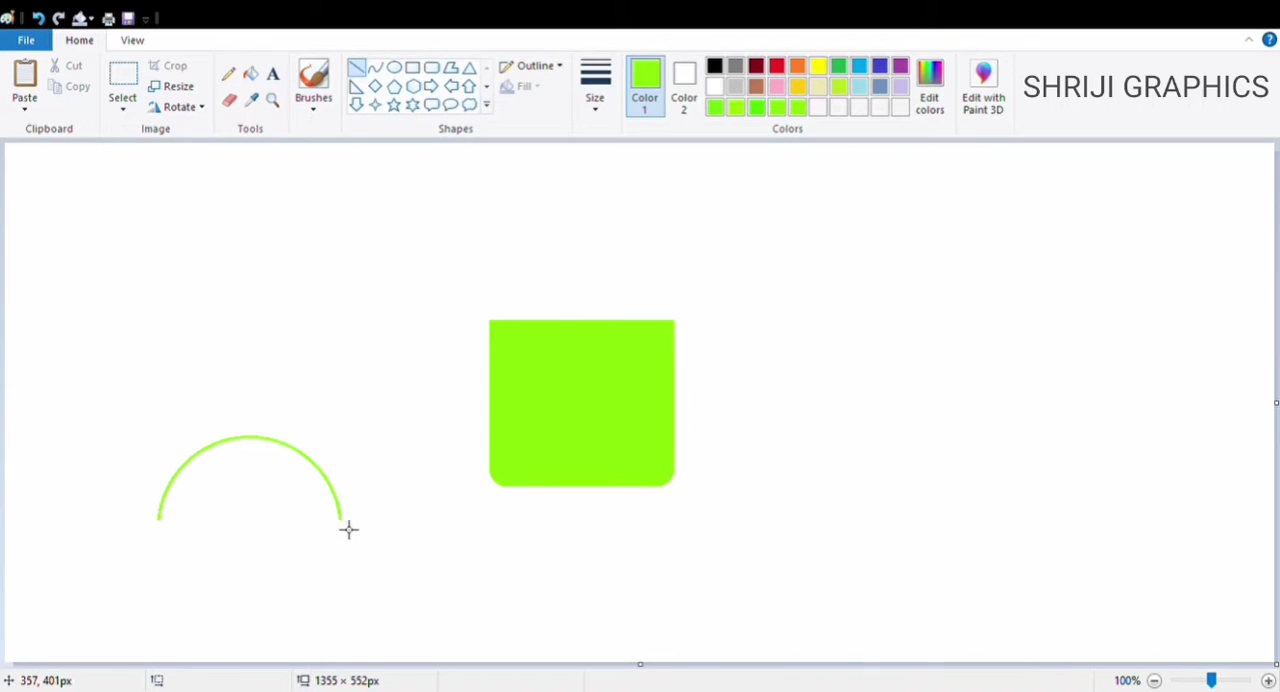 File Home View
Paste
Cut
Copy
Clipboard
Select
Crop
Resize
Rotate
Image
Tools
Brushes
Shapes
Outline
Fill
Size
Color 1
Color 2
Edit colors
Colors
Edit with Paint 3D
SHRIJI GRAPHICS
357, 401px 1355 × 552px 100%